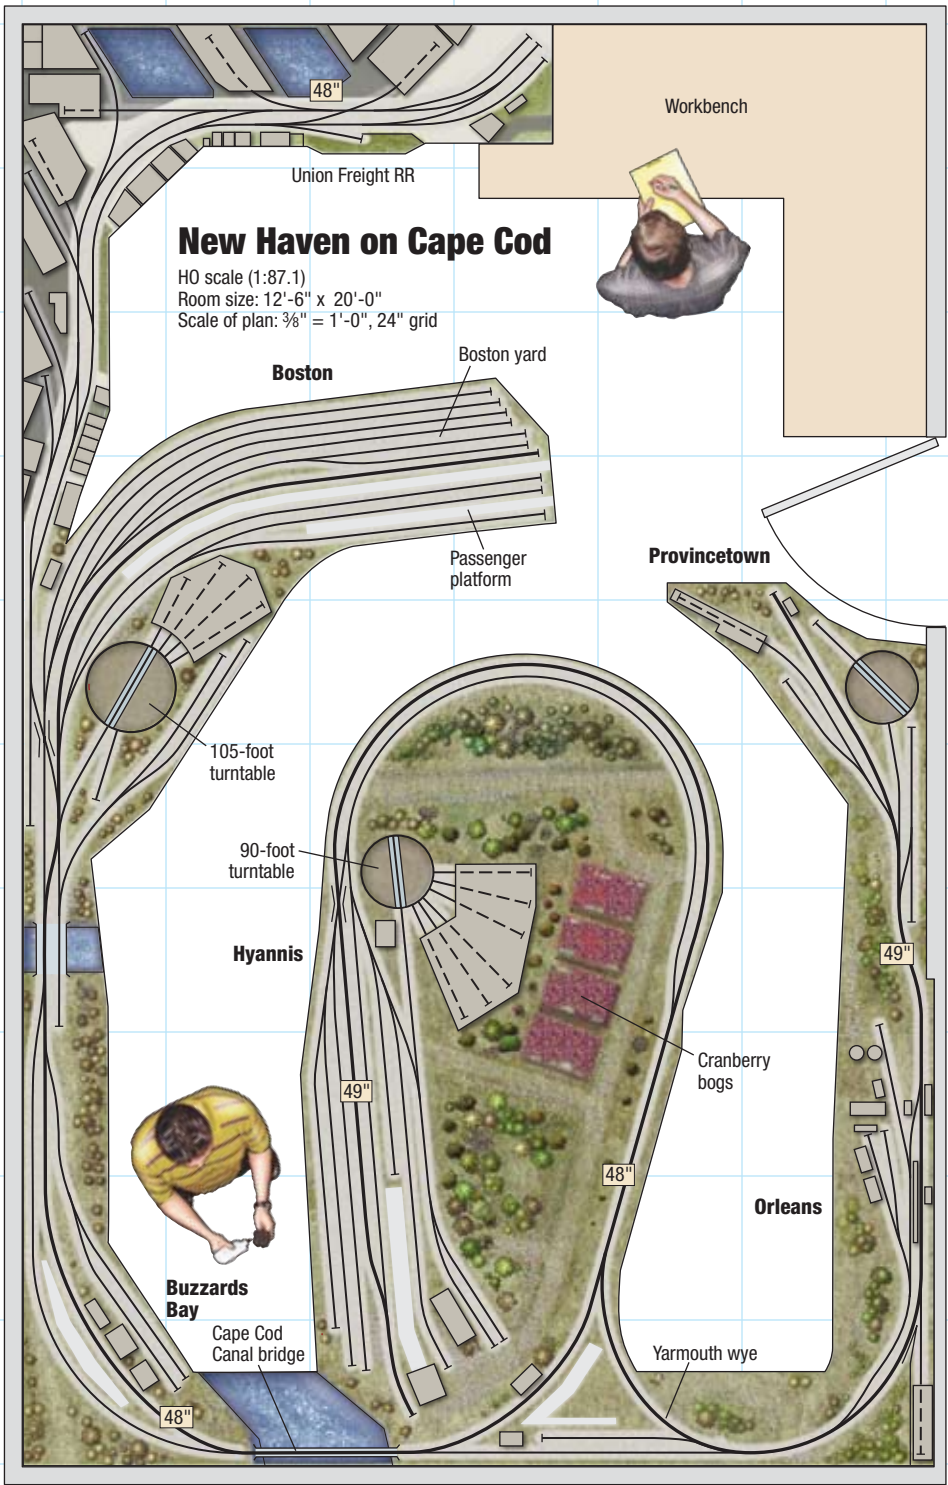 48"
Workbench
Union Freight RR
New Haven on Cape Cod
HO scale (1:87.1)
Room size: 12'-6" x 20'-0"
Scale of plan: ⅜" = 1'-0", 24" grid
Boston yard
Boston
Passenger
platform
Provincetown
105-foot
turntable
90-foot
turntable
Hyannis
49"
Cranberry
bogs
49"
48"
Orleans
Buzzards
Bay
Cape Cod
Canal bridge
Yarmouth wye
48"